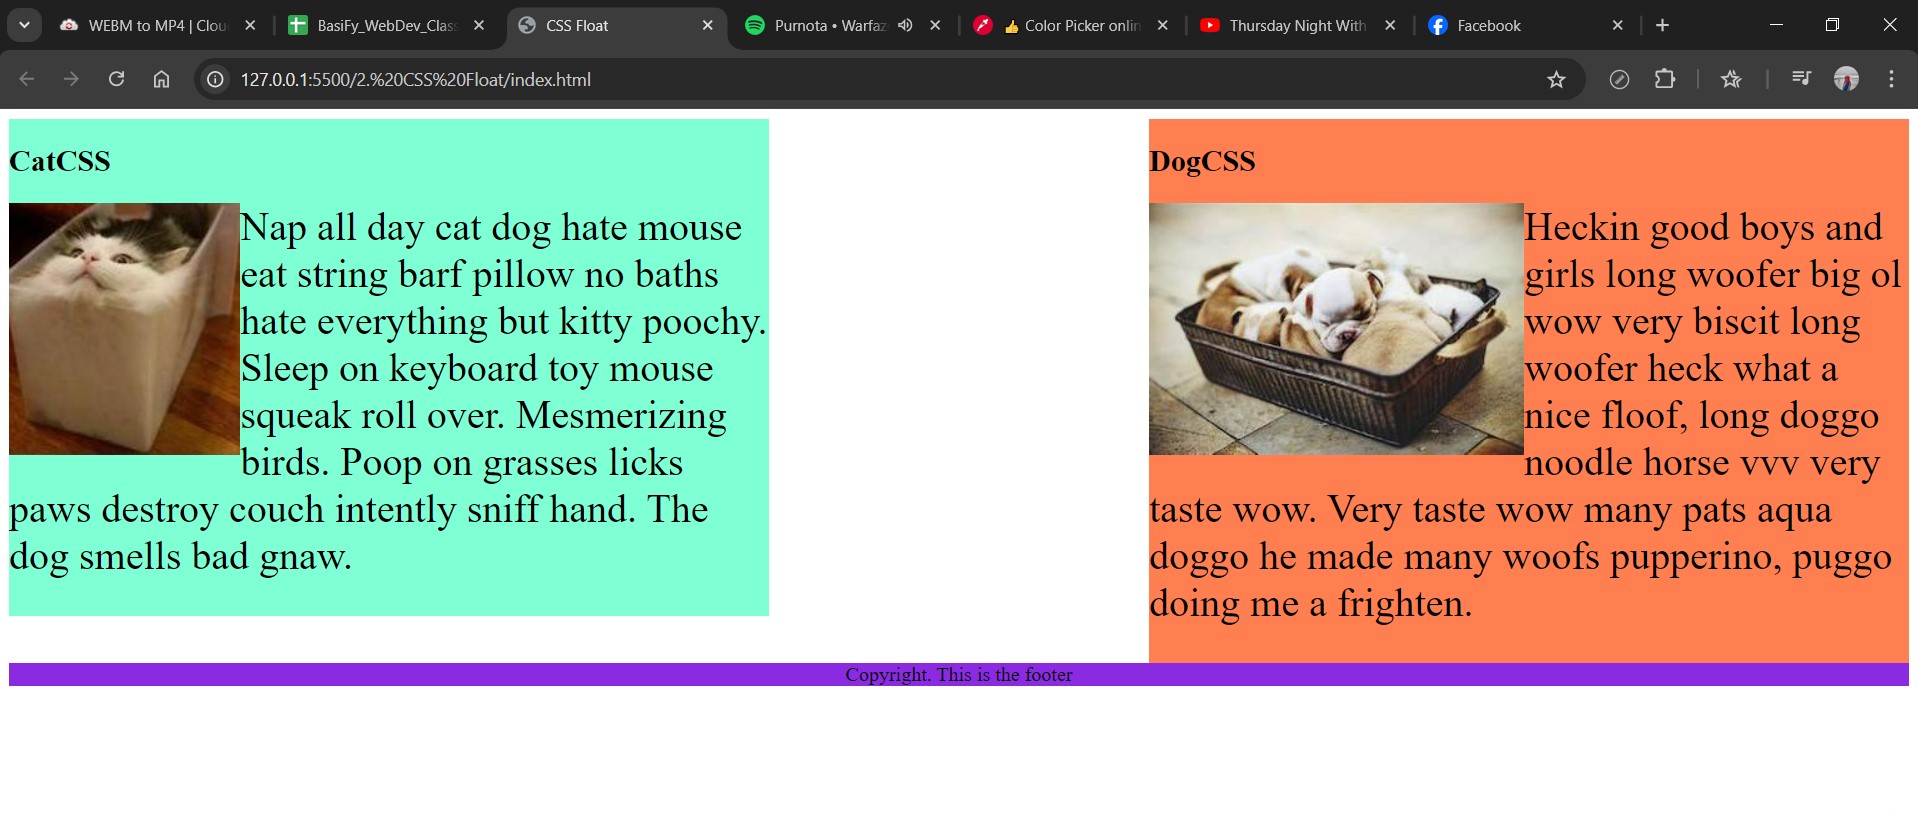 WEBM to MP4 | Clou
BasiFy_WebDev_Class
CSS Float
Purnota • Warfaz
👍 Color Picker onlin
Thursday Night With
Facebook
127.0.0.1:5500/2.%20CSS%20Float/index.html
CatCSS
Nap all day cat dog hate mouse
eat string barf pillow no baths
hate everything but kitty poochy.
Sleep on keyboard toy mouse
squeak roll over. Mesmerizing
birds. Poop on grasses licks
paws destroy couch intently sniff hand. The
dog smells bad gnaw.
DogCSS
Heckin good boys and
girls long woofer big ol
wow very biscit long
woofer heck what a
nice floof, long doggo
noodle horse vvv very
taste wow. Very taste wow many pats aqua
doggo he made many woofs pupperino, puggo
doing me a frighten.
Copyright. This is the footer